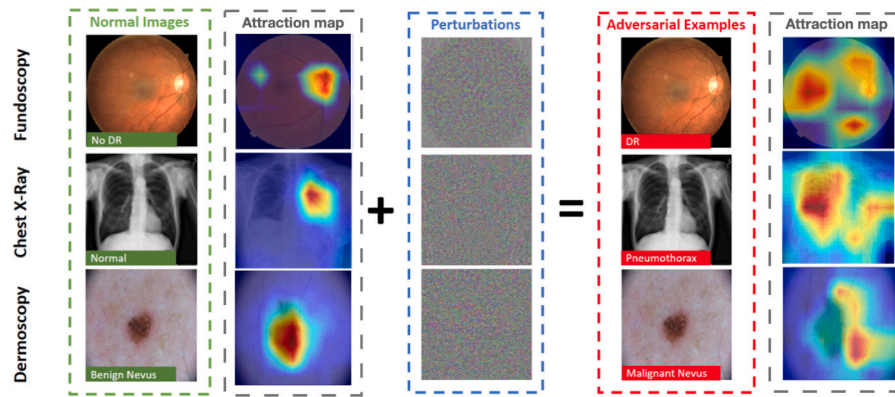 Normal Images
Attraction map
Perturbations
Adversarial Examples
Attraction map
Fundoscopy
No DR
DR
Chest X-Ray
Normal
+
=
Pneumothorax
Dermoscopy
Benign Nevus
Malignant Nevus